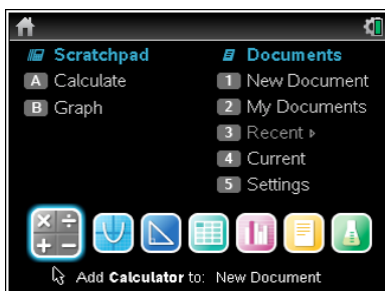 Scratchpad
A Calculate
B Graph
Documents
1 New Document
2 My Documents
3 Recent ▸
4 Current
5 Settings
Add Calculator to: New Document